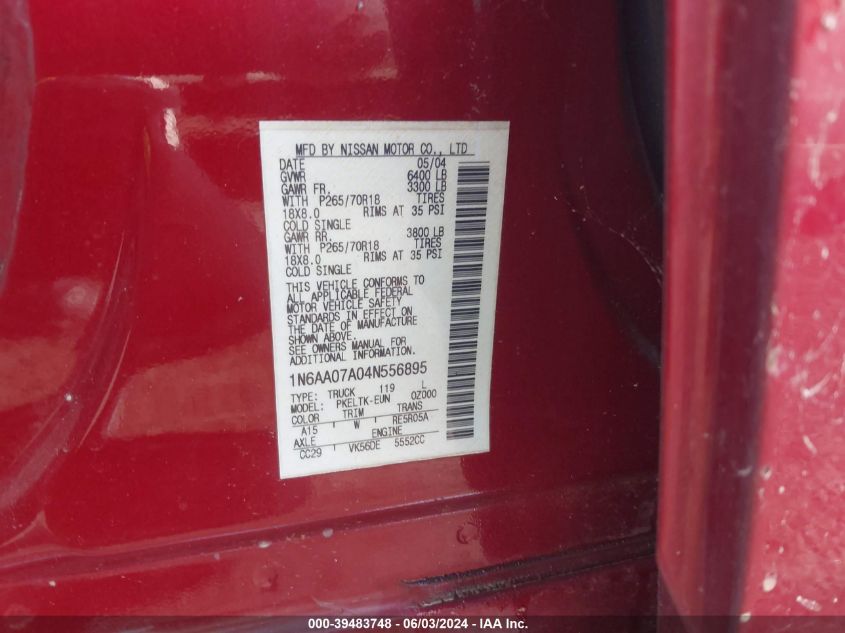 MFD BY NISSAN MOTOR CO., LTD
DATE 05/04
GVWR 6400 LB
GAWR FR. 3300 LB
WITH P265/70R18 TIRES
18X8.0 RIMS AT 35 PSI
COLD SINGLE
GAWR RR. 3800 LB
WITH P265/70R18 TIRES
18X8.0 RIMS AT 35 PSI
COLD SINGLE
THIS VEHICLE CONFORMS TO
ALL APPLICABLE FEDERAL
MOTOR VEHICLE SAFETY
STANDARDS IN EFFECT ON
THE DATE OF MANUFACTURE
SHOWN ABOVE.
SEE OWNERS MANUAL FOR
ADDITIONAL INFORMATION.
1N6AA07A04N556895
TYPE: TRUCK 119 L
MODEL: PKELTK-EUN 0Z000
COLOR TRIM TRANS
A15 W RE5R05A
AXLE ENGINE
CC29 VK56DE 5552CC
000-39483748 06/03/2024 - IAAI.com